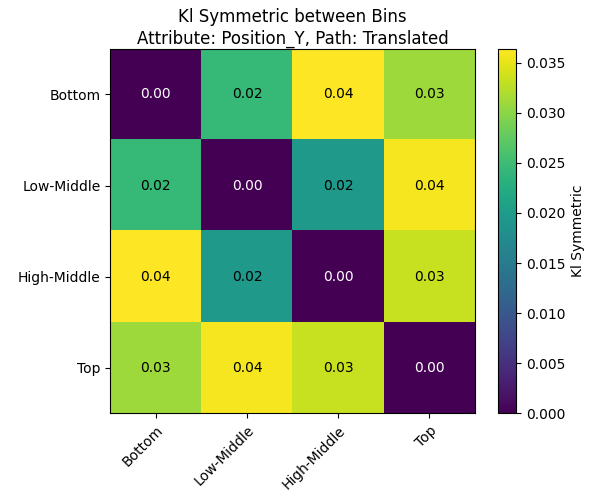 Kl Symmetric between Bins
Attribute: Position_Y, Path: Translated
Bottom 0.00 0.02 0.04 0.03
Low-Middle 0.02 0.00 0.02 0.04
High-Middle 0.04 0.02 0.00 0.03
Top 0.03 0.04 0.03 0.00
Bottom Low-Middle High-Middle Top
0.035
0.030
0.025
0.020
0.015
0.010
0.005
0.000
Kl Symmetric